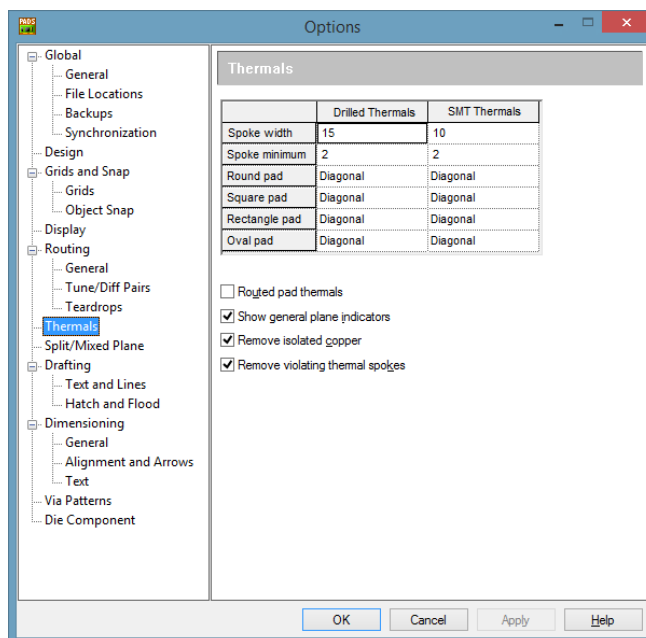 PADS
Options
Global
General
File Locations
Backups
Synchronization
Design
Grids and Snap
Grids
Object Snap
Display
Routing
General
Tune/Diff Pairs
Teardrops
Thermals
Split/Mixed Plane
Drafting
Text and Lines
Hatch and Flood
Dimensioning
General
Alignment and Arrows
Text
Via Patterns
Die Component
Thermals
Drilled Thermals SMT Thermals
Spoke width 15 10
Spoke minimum 2 2
Round pad Diagonal Diagonal
Square pad Diagonal Diagonal
Rectangle pad Diagonal Diagonal
Oval pad Diagonal Diagonal
Routed pad thermals
Show general plane indicators
Remove isolated copper
Remove violating thermal spokes
OK Cancel Apply Help